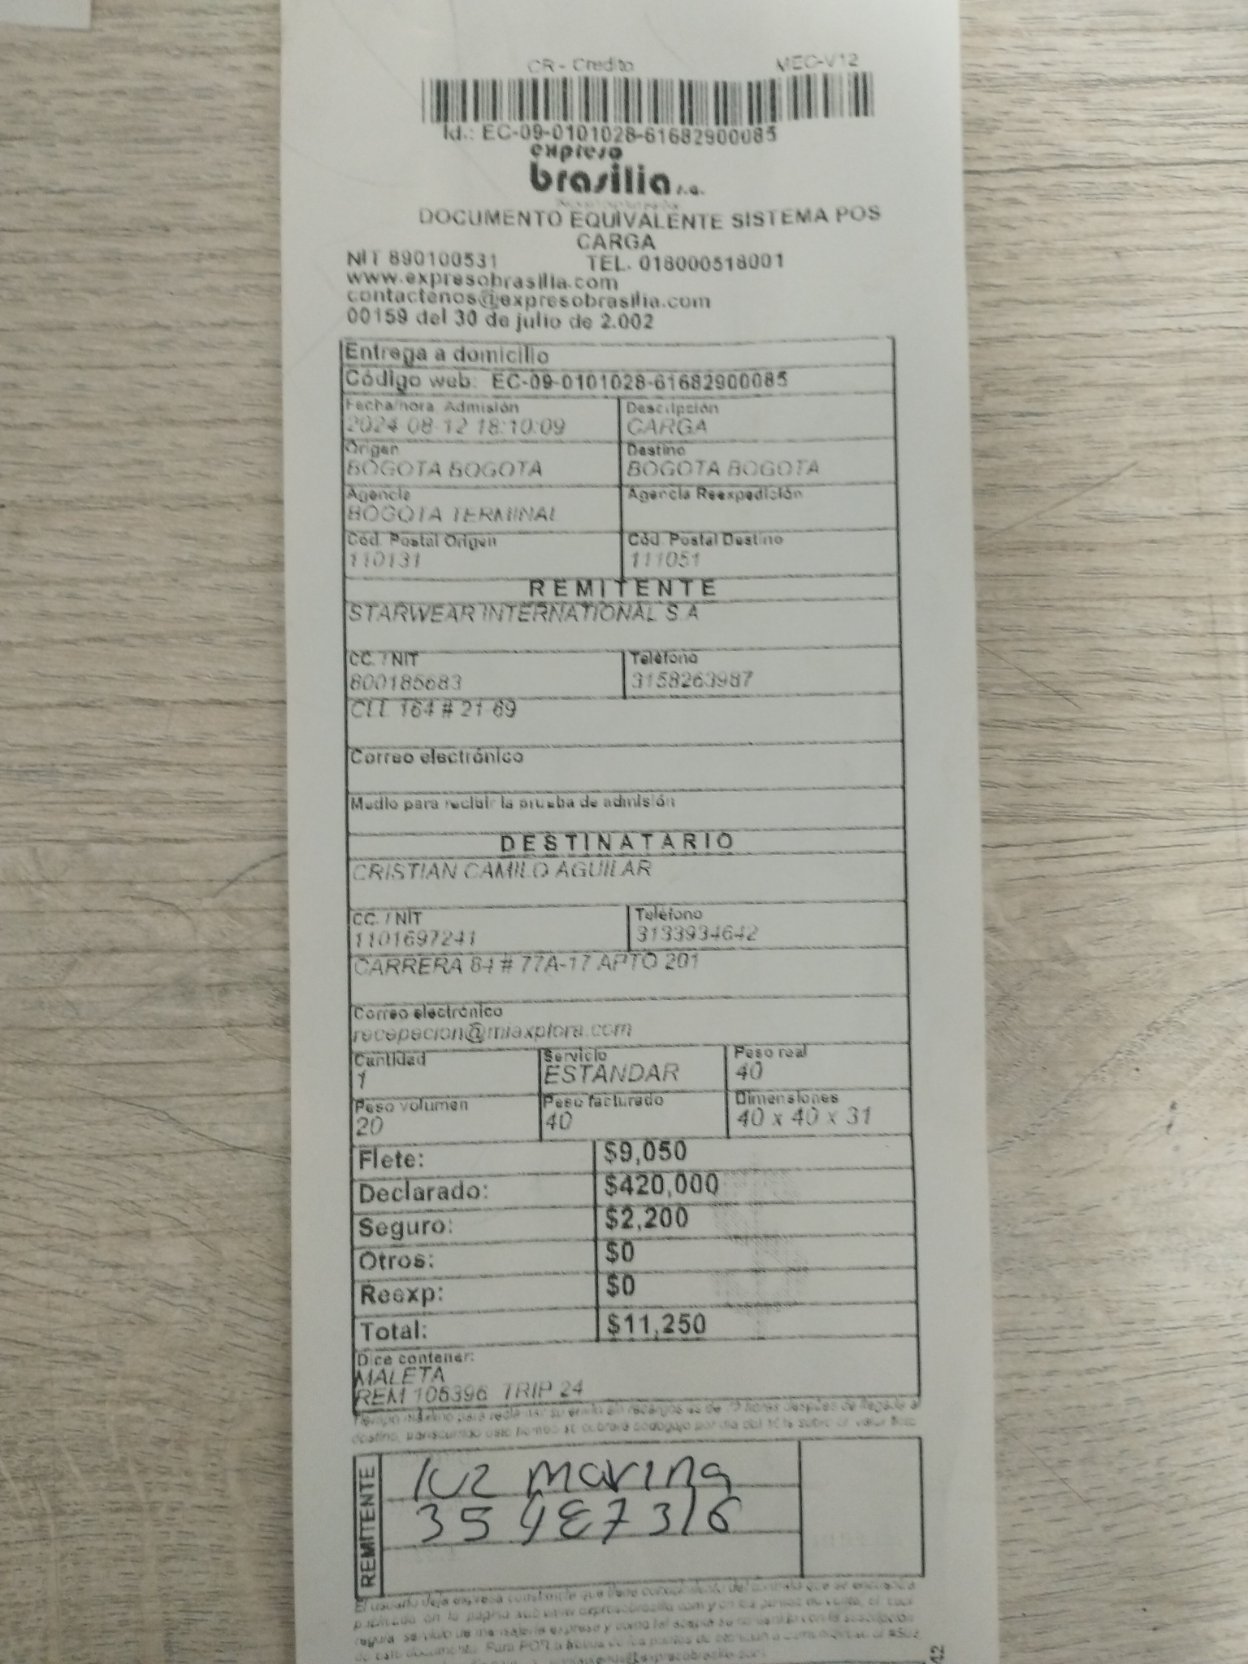 CR - Credito MEC-V12
Id.: EC-09-0101028-61682900085
expreso
brasilia s.a.
DOCUMENTO EQUIVALENTE SISTEMA POS
CARGA
NIT 890100531 TEL. 018000518001
www.expresobrasilia.com
contactenos@expresobrasilia.com
00159 del 30 de julio de 2.002
Entrega a domicilio
Código web: EC-09-0101028-61682900085
Fecha/hora Admisión Descripción
2024-08-12 18:10:09 CARGA
Origen Destino
BOGOTA BOGOTA BOGOTA BOGOTA
Agencia Agencia Reexpedición
BOGOTA TERMINAL
Cód. Postal Origen Cód. Postal Destino
110131 111051
REMITENTE
STARWEAR INTERNATIONAL S.A
CC. / NIT Teléfono
800185683 3158263987
CLL 164 # 21 69
Correo electrónico
Medio para recibir la prueba de admisión
DESTINATARIO
CRISTIAN CAMILO AGUILAR
CC. / NIT Teléfono
1101697241 3133934642
CARRERA 84 # 77A-17 APTO 201
Correo electrónico
recepecion@miaxplora.com
Cantidad Servicio Peso real
1 ESTANDAR 40
Peso volumen Peso facturado Dimensiones
20 40 40 x 40 x 31
Flete: $9,050
Declarado: $420,000
Seguro: $2,200
Otros: $0
Reexp: $0
Total: $11,250
Dice contener:
MALETA
REM 105396 TRIP 24
REMITENTE
luz marina
35487316